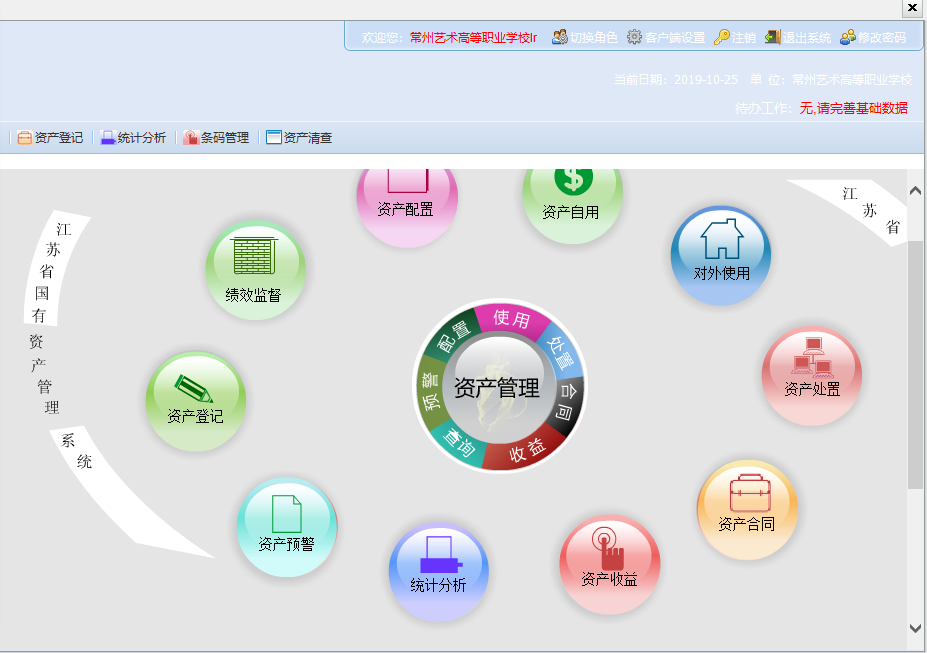 欢迎您：常州艺术高等职业学校lr 切换角色 客户端设置 注销 退出系统 修改密码
当前日期：2019-10-25 单 位：常州艺术高等职业学校
待办工作：无,请完善基础数据
资产登记 统计分析 条码管理 资产清查
江苏省国有资产管理系统
江苏省
资产配置
资产自用
绩效监督
对外使用
资产登记
资产处置
资产预警
资产合同
统计分析
资产收益
资产管理
配置
使用
处置
合同
收益
查询
预警